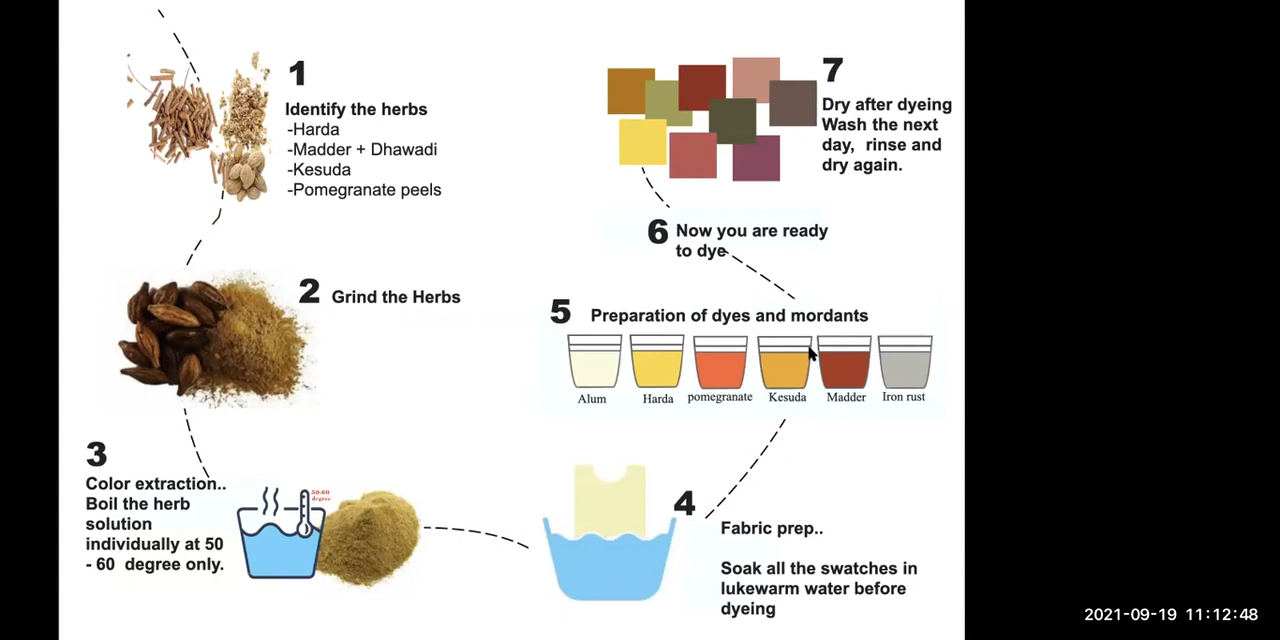 1
Identify the herbs
-Harda
-Madder + Dhawadi
-Kesuda
-Pomegranate peels
2 Grind the Herbs
3
Color extraction..
Boil the herb
solution
individually at 50
- 60 degree only.
50-60
degree
4
Fabric prep..
Soak all the swatches in
lukewarm water before
dyeing
5 Preparation of dyes and mordants
Alum Harda pomegranate Kesuda Madder Iron rust
6 Now you are ready
to dye
7
Dry after dyeing
Wash the next
day, rinse and
dry again.
2021-09-19 11:12:48